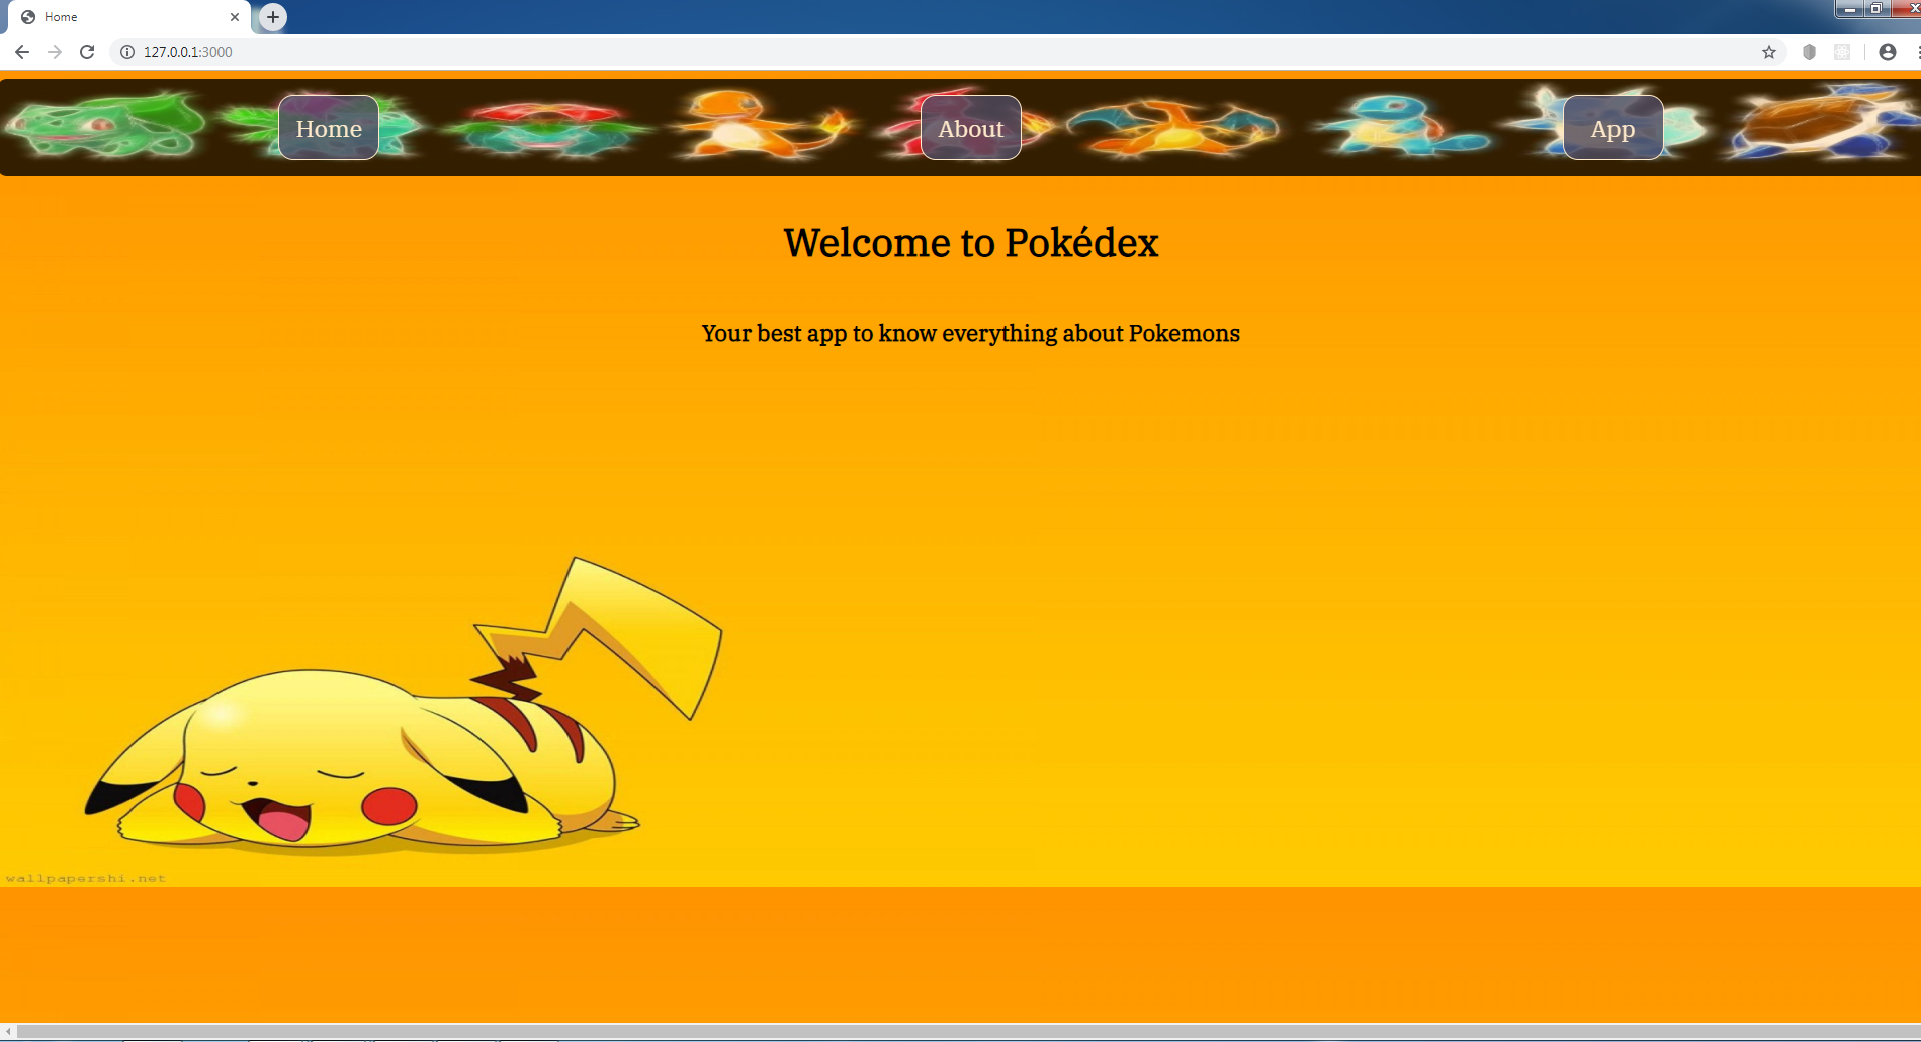 Home
127.0.0.1:3000
Home About App
Welcome to Pokédex
Your best app to know everything about Pokemons
wallpapershi.net